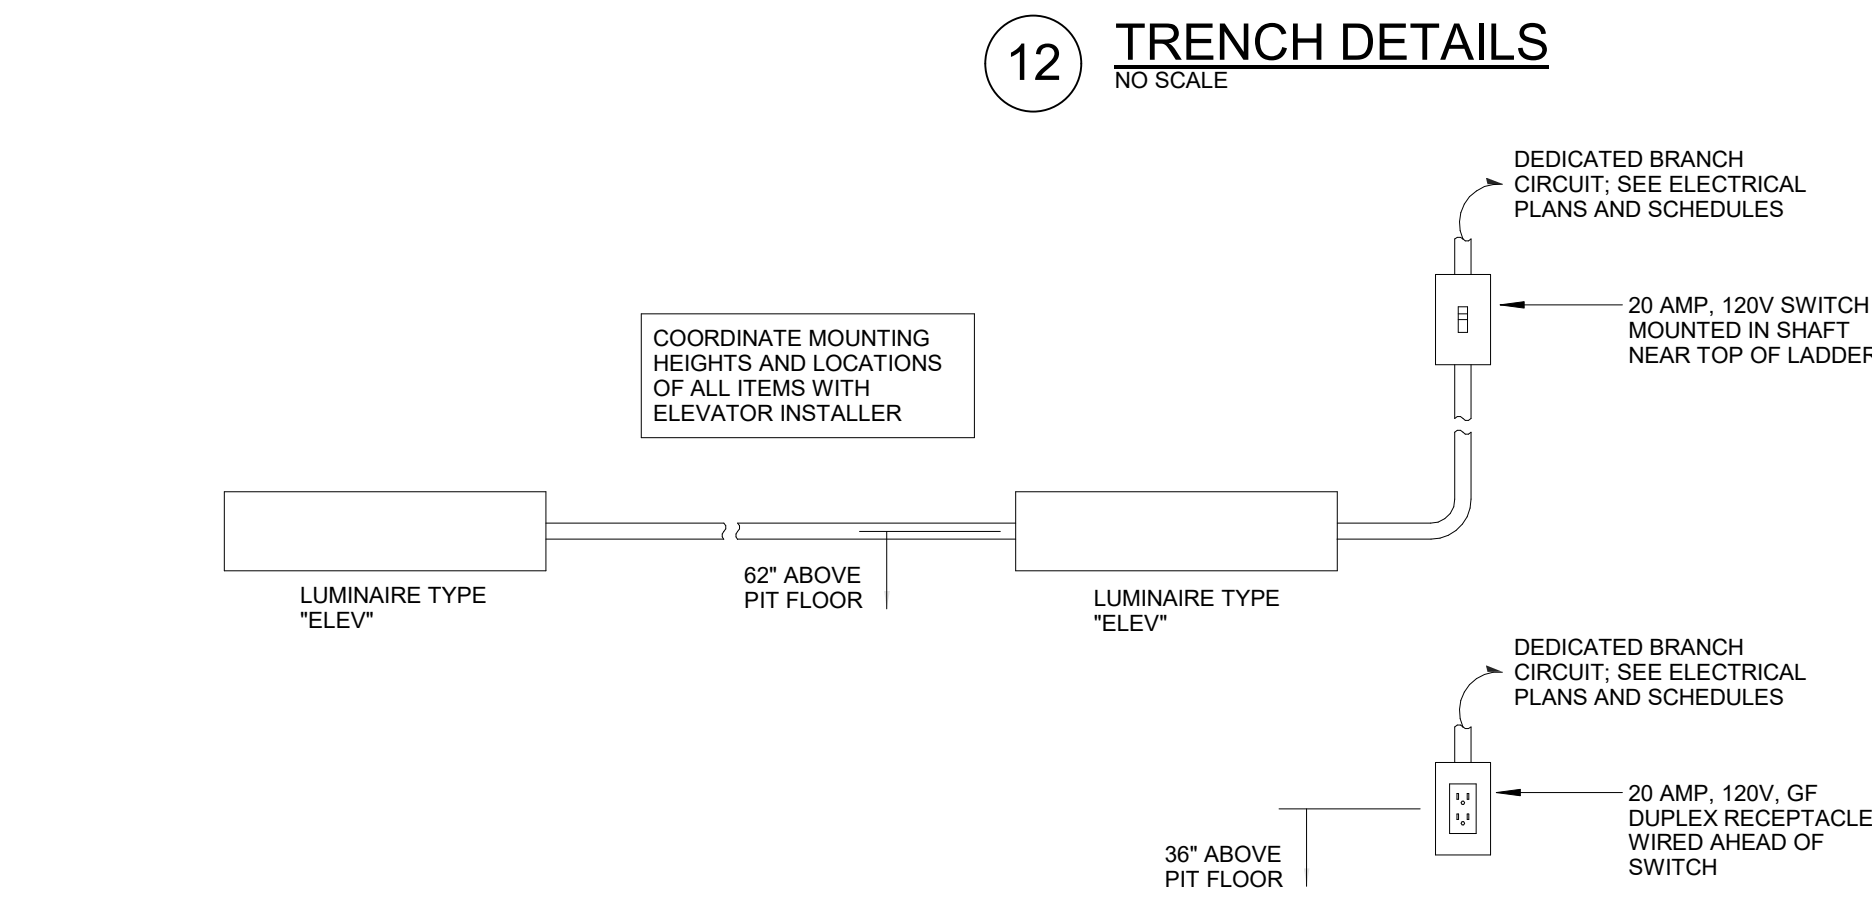 12
TRENCH DETAILS
NO SCALE
DEDICATED BRANCH
CIRCUIT; SEE ELECTRICAL
PLANS AND SCHEDULES
20 AMP, 120V SWITCH
MOUNTED IN SHAFT
NEAR TOP OF LADDER
COORDINATE MOUNTING
HEIGHTS AND LOCATIONS
OF ALL ITEMS WITH
ELEVATOR INSTALLER
LUMINAIRE TYPE
"ELEV"
62" ABOVE
PIT FLOOR
LUMINAIRE TYPE
"ELEV"
DEDICATED BRANCH
CIRCUIT; SEE ELECTRICAL
PLANS AND SCHEDULES
20 AMP, 120V, GF
DUPLEX RECEPTACLE
WIRED AHEAD OF
SWITCH
36" ABOVE
PIT FLOOR